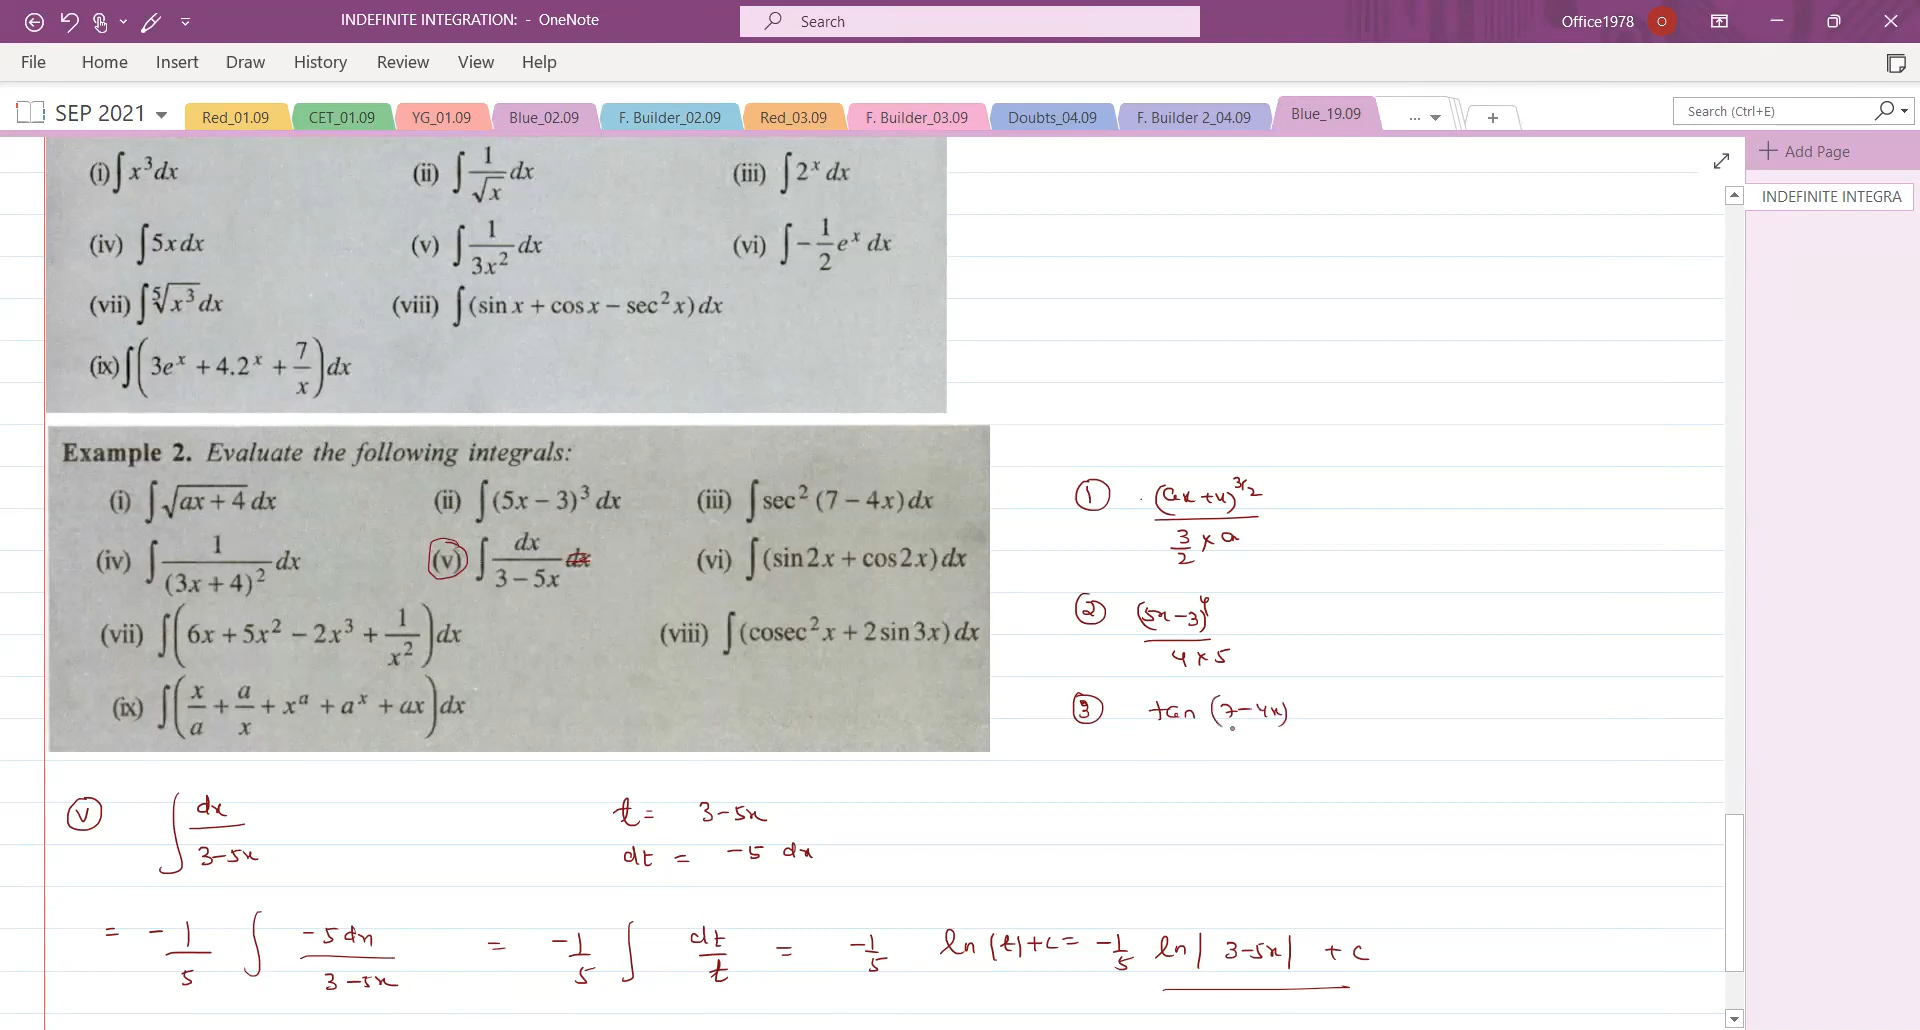 INDEFINITE INTEGRATION: - OneNote
Search
Office1978
O
File Home Insert Draw History Review View Help
SEP 2021
Red_01.09
CET_01.09
YG_01.09
Blue_02.09
F. Builder_02.09
Red_03.09
F. Builder_03.09
Doubts_04.09
F. Builder 2_04.09
Blue_19.09
...
+
Search (Ctrl+E)
+ Add Page
INDEFINITE INTEGRA
(i) ∫ x³ dx (ii) ∫ 1/√x dx (iii) ∫ 2ˣ dx
(iv) ∫ 5x dx (v) ∫ 1/3x² dx (vi) ∫ −1/2 eˣ dx
(vii) ∫ ⁵√x³ dx (viii) ∫ (sin x + cos x − sec² x) dx
(ix) ∫ (3eˣ + 4.2ˣ + 7/x) dx
Example 2. Evaluate the following integrals:
(i) ∫ √ax + 4 dx (ii) ∫ (5x − 3)³ dx (iii) ∫ sec² (7 − 4x) dx
(iv) ∫ 1/(3x + 4)² dx (v) ∫ dx/3 − 5x dx (vi) ∫ (sin 2x + cos 2x) dx
(vii) ∫ (6x + 5x² − 2x³ + 1/x²) dx (viii) ∫ (cosec² x + 2 sin 3x) dx
(ix) ∫ (x/a + a/x + xᵃ + aˣ + ax) dx
① (ax + 4)^3/2
3/2 × a
② (5x − 3)⁴
4 × 5
③ tan (7 − 4x)
Ⓥ ∫ dx/3 − 5x t = 3 − 5x
dt = −5 dx
= −1/5 ∫ −5 dx/3 − 5x = −1/5 ∫ dt/t = −1/5 ln |t| + c = −1/5 ln | 3 − 5x | + c